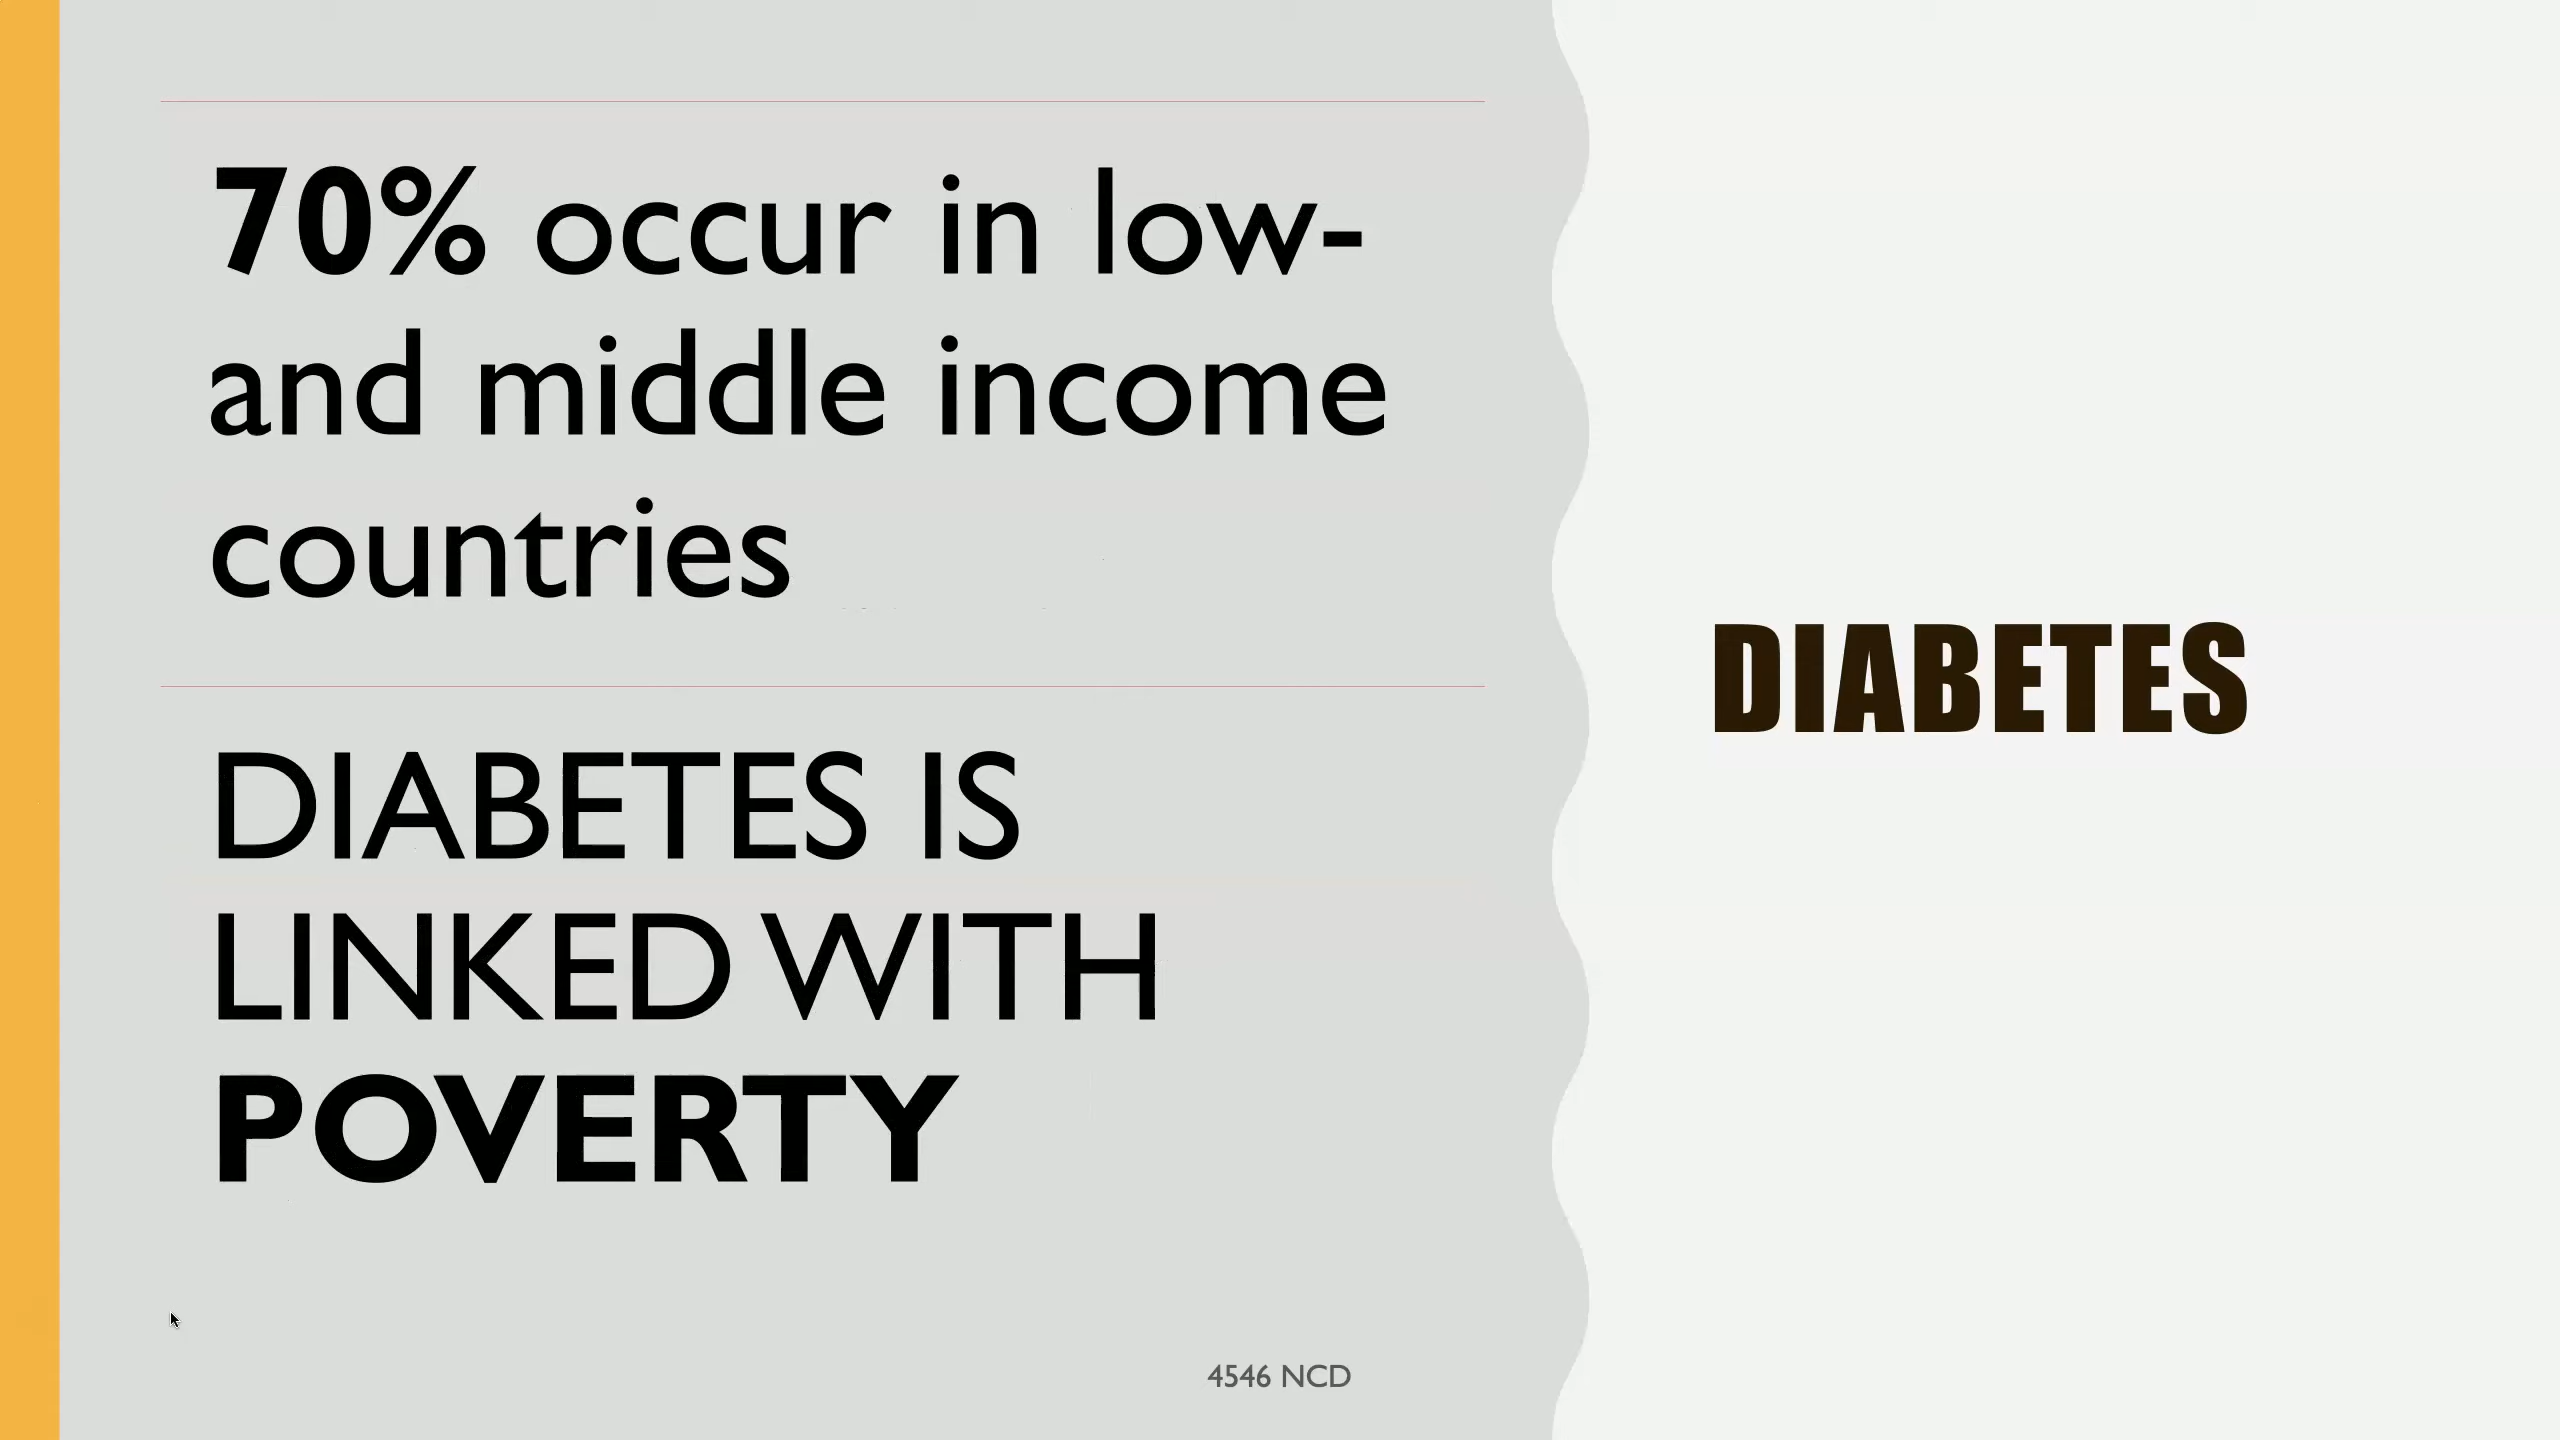 70% occur in low-
and middle income
countries
DIABETES IS
LINKED WITH
POVERTY
DIABETES
4546 NCD